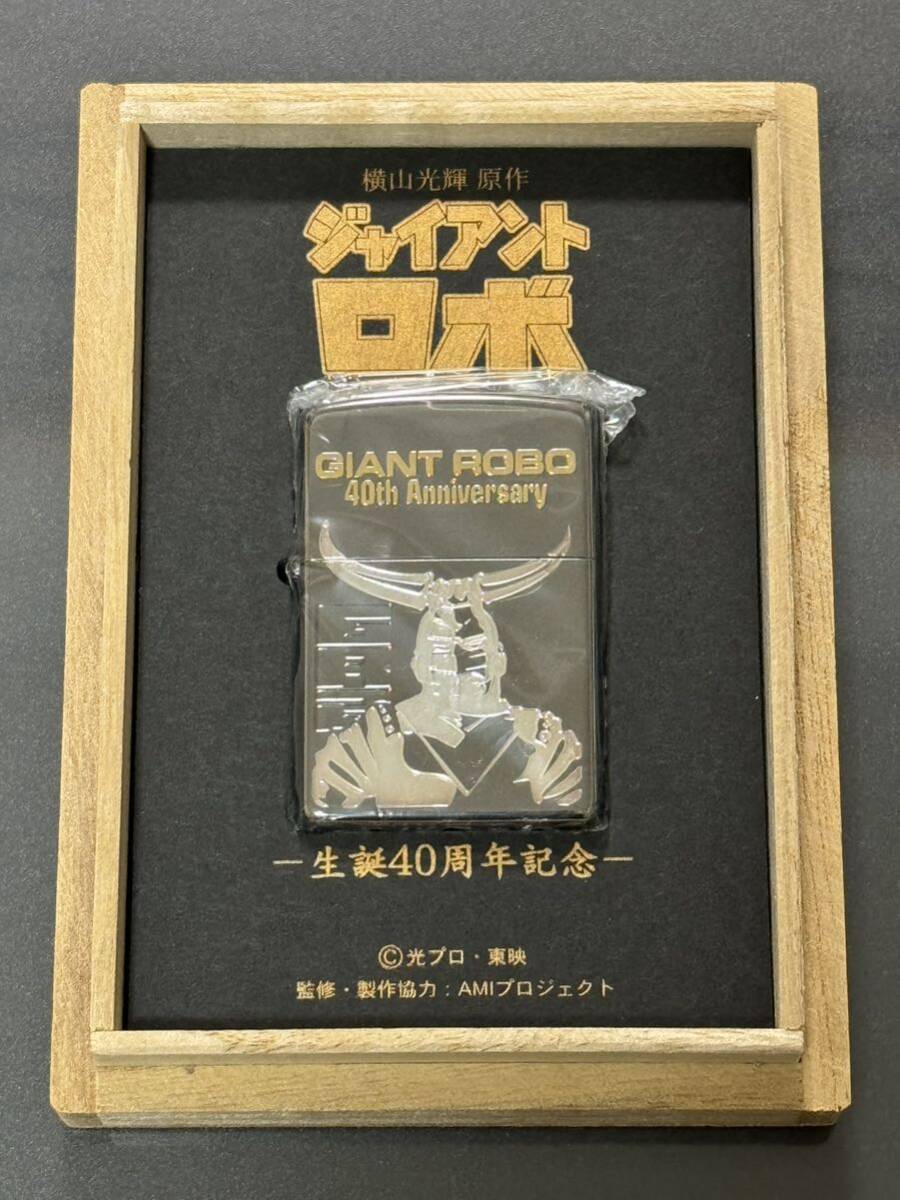 横山光輝 原作
ジャイアント
ロボ
GIANT ROBO
40th Anniversary
―生誕40周年記念―
©光プロ・東映
監修・製作協力：AMIプロジェクト